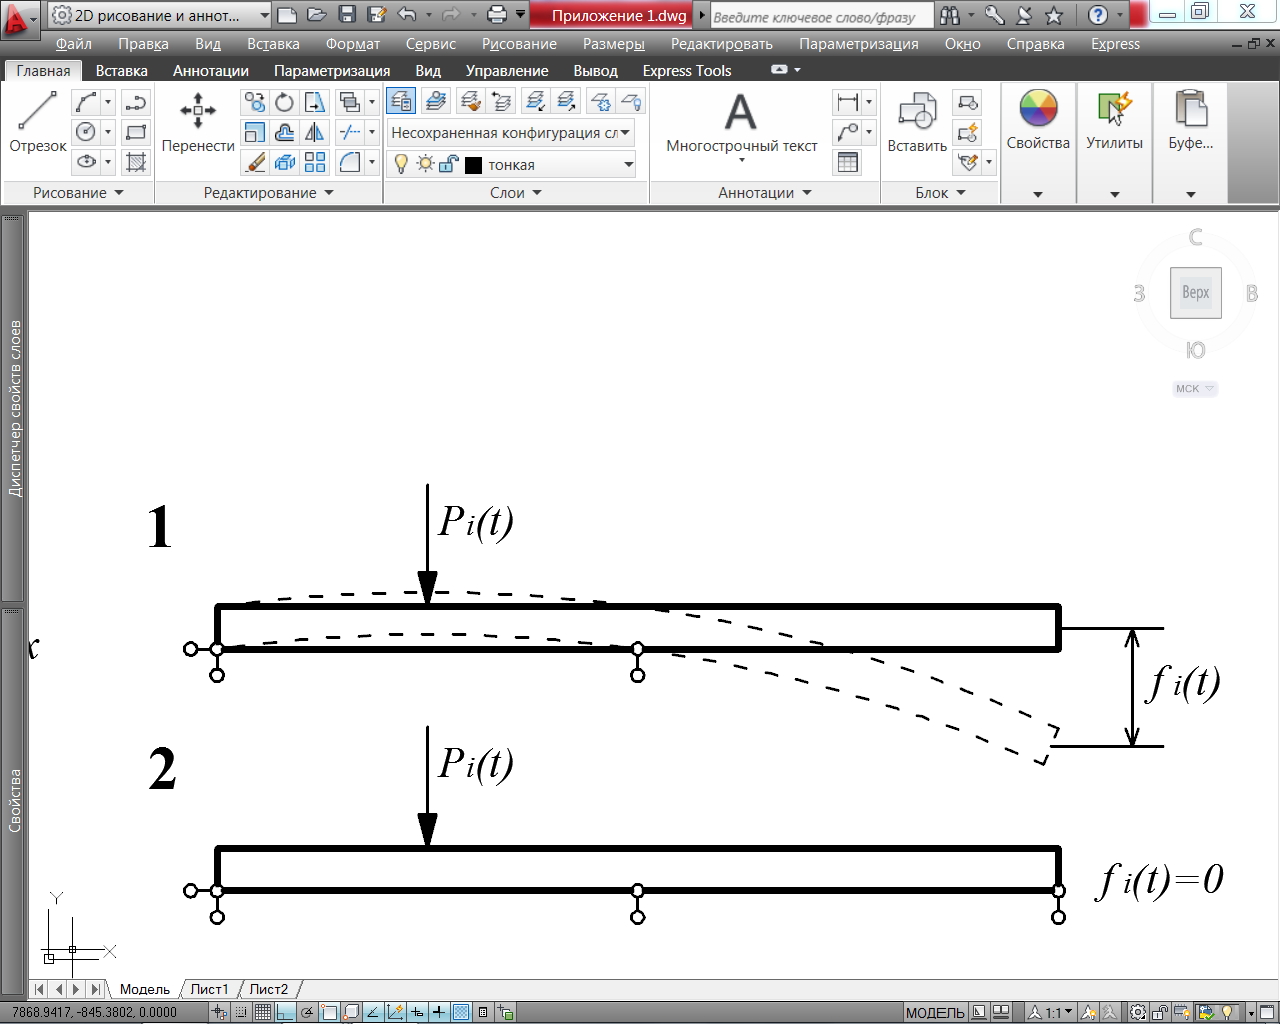 2D рисование и аннот...
Приложение 1.dwg
Введите ключевое слово/фразу
Файл Правка Вид Вставка Формат Сервис Рисование Размеры Редактировать Параметризация Окно Справка Express
Главная Вставка Аннотации Параметризация Вид Управление Вывод Express Tools
Отрезок
Перенести
Несохраненная конфигурация сл
тонкая
A
Многострочный текст
Вставить
Свойства
Утилиты
Буфе...
Рисование
Редактирование
Слои
Аннотации
Блок
Диспетчер свойств слоев
Свойства
С
З
Верх
В
Ю
МСК
1
Pi(t)
x
fi(t)
2
Pi(t)
fi(t)=0
Y
X
Модель Лист1 Лист2
7868.9417, -845.3802, 0.0000
МОДЕЛЬ
1:1